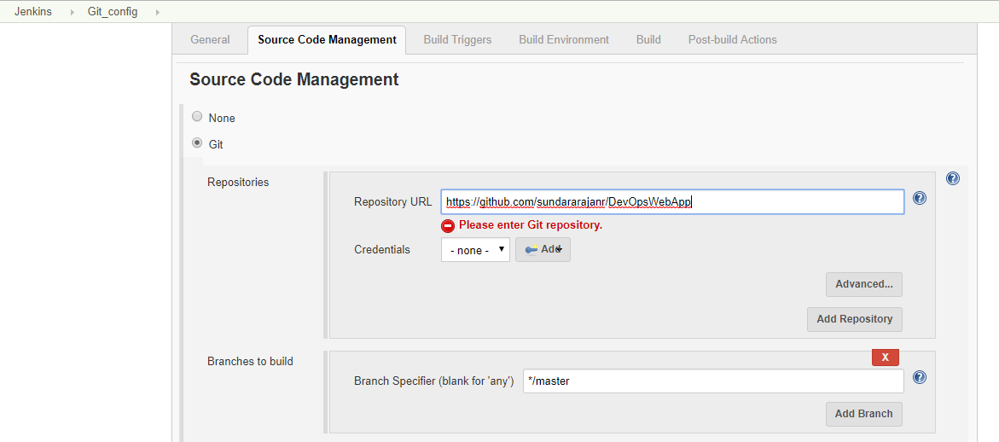 Jenkins Git_config
General Source Code Management Build Triggers Build Environment Build Post-build Actions
Source Code Management
None
Git
Repositories
Repository URL https://github.com/sundararajanr/DevOpsWebApp
Please enter Git repository.
Credentials - none - Add
Advanced...
Add Repository
X
Branches to build
Branch Specifier (blank for 'any') */master
Add Branch